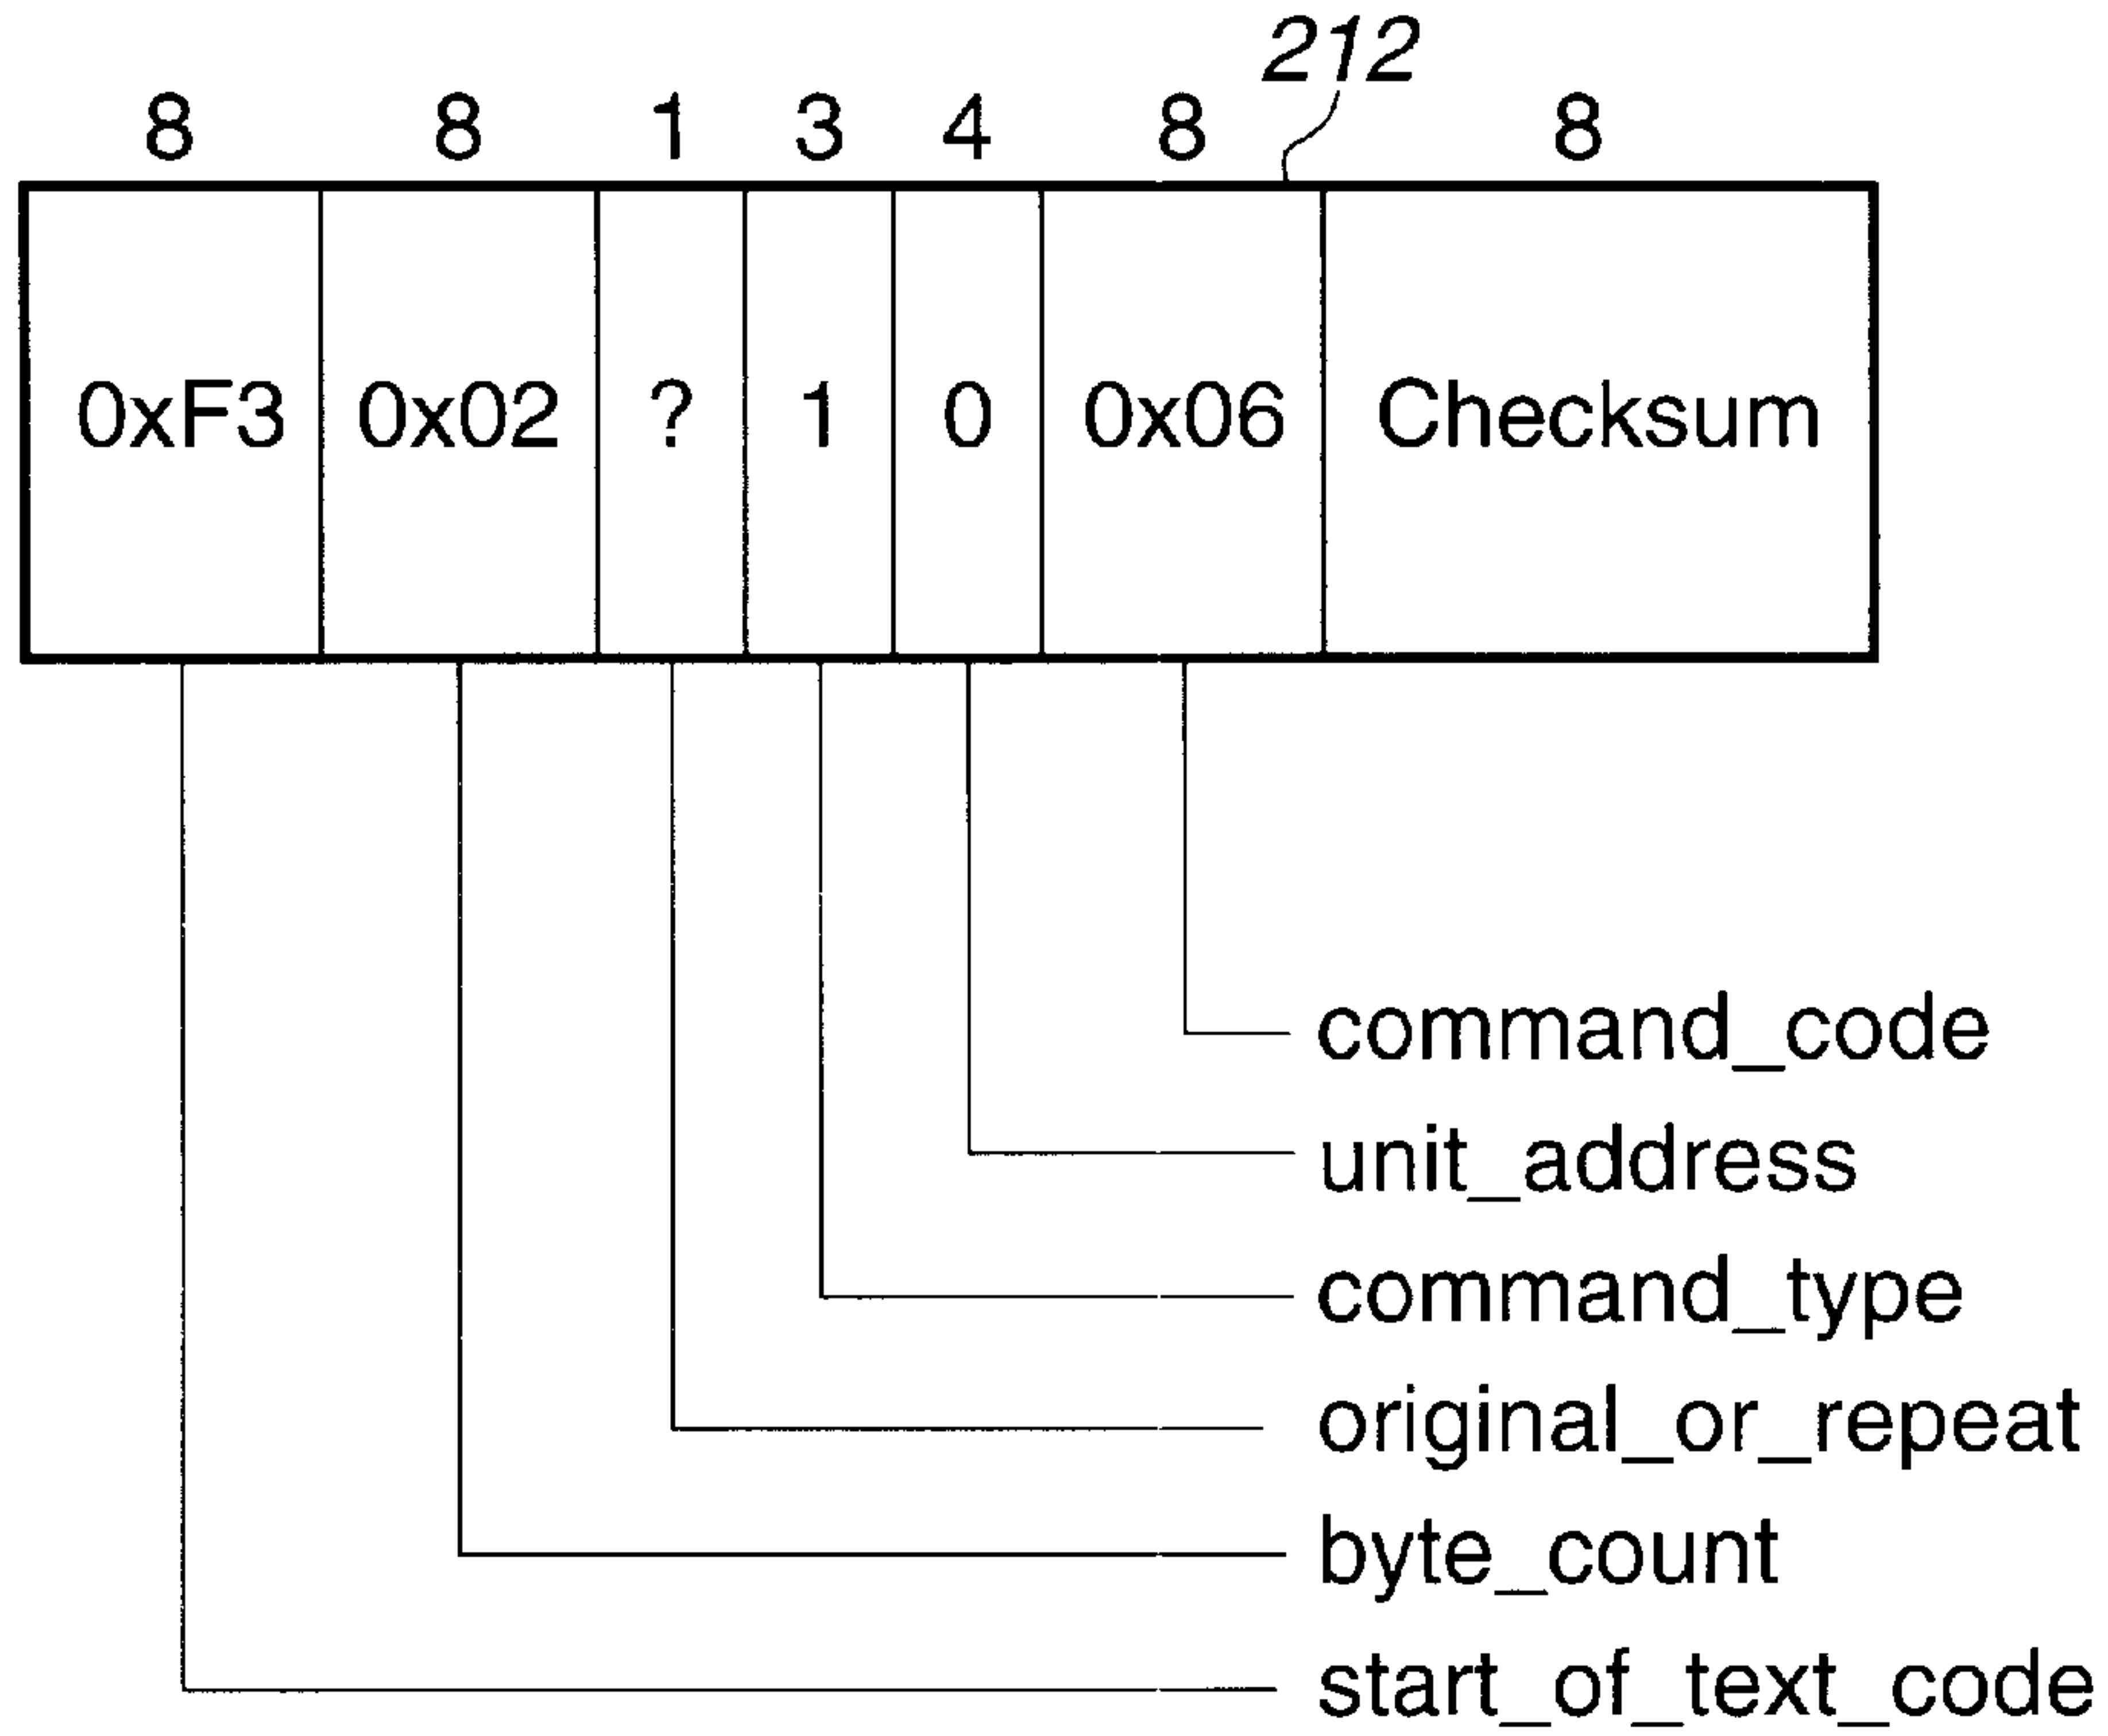 212
8 8 1 3 4 8 8
0xF3 0x02 ? 1 0 0x06 Checksum
command_code
unit_address
command_type
original_or_repeat
byte_count
start_of_text_code